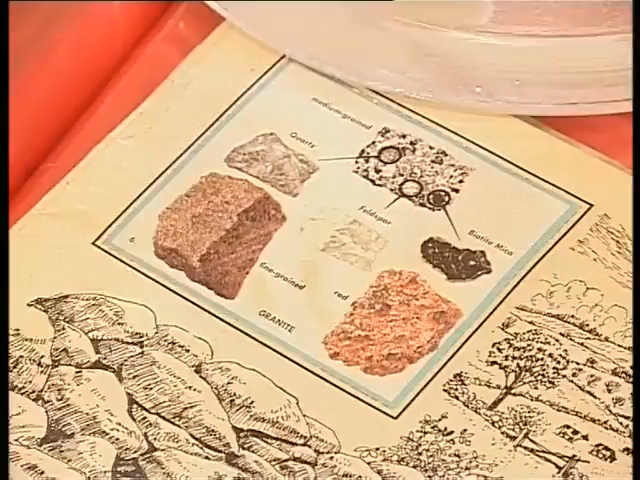 medium-grained
Quartz
Feldspar
Biotite Mica
6
fine-grained
red
GRANITE